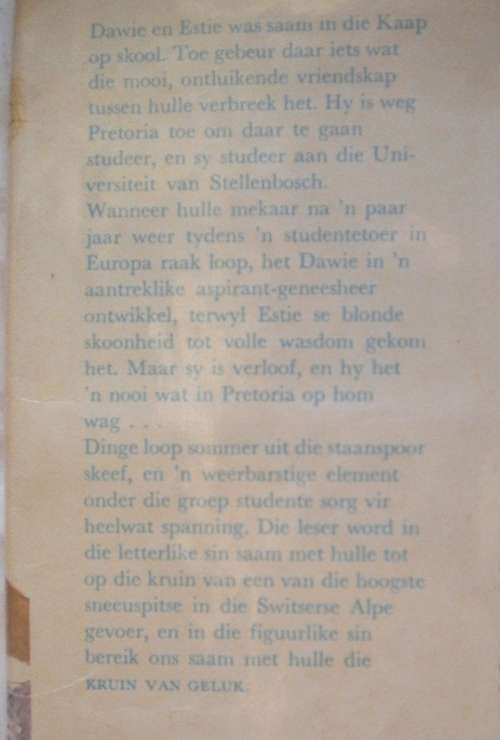 Dawie en Estie was saam in die Kaap
op skool. Toe gebeur daar iets wat
die mooi, ontluikende vriendskap
tussen hulle verbreek het. Hy is weg
Pretoria toe om daar te gaan
studeer, en sy studeer aan die Uni-
versiteit van Stellenbosch.
Wanneer hulle mekaar na 'n paar
jaar weer tydens 'n studentetoer in
Europa raak loop, het Dawie in 'n
aantreklike aspirant-geneesheer
ontwikkel, terwyl Estie se blonde
skoonheid tot volle wasdom gekom
het. Maar sy is verloof, en hy het
'n nooi wat in Pretoria op hom
wag . . .
Dinge loop sommer uit die staanspoor
skeef, en 'n weerbarstige element
onder die groep studente sorg vir
heelwat spanning. Die leser word in
die letterlike sin saam met hulle tot
op die kruin van een van die hoogste
sneeuspitse in die Switserse Alpe
gevoer, en in die figuurlike sin
bereik ons saam met hulle die
KRUIN VAN GELUK.